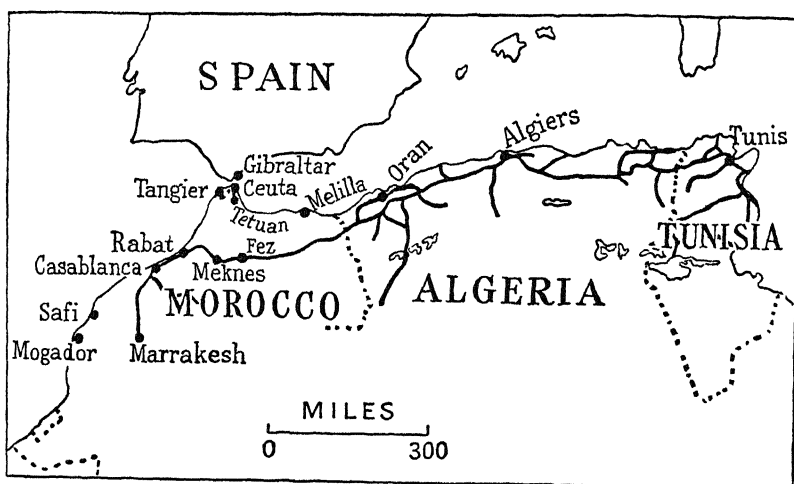 SPAIN
Gibraltar
Tangier
Ceuta
Tetuan
Melilla
Oran
Algiers
Tunis
Rabat
Fez
Casablanca
Meknes
TUNISIA
MOROCCO
ALGERIA
Safi
Mogador
Marrakesh
MILES
0 300